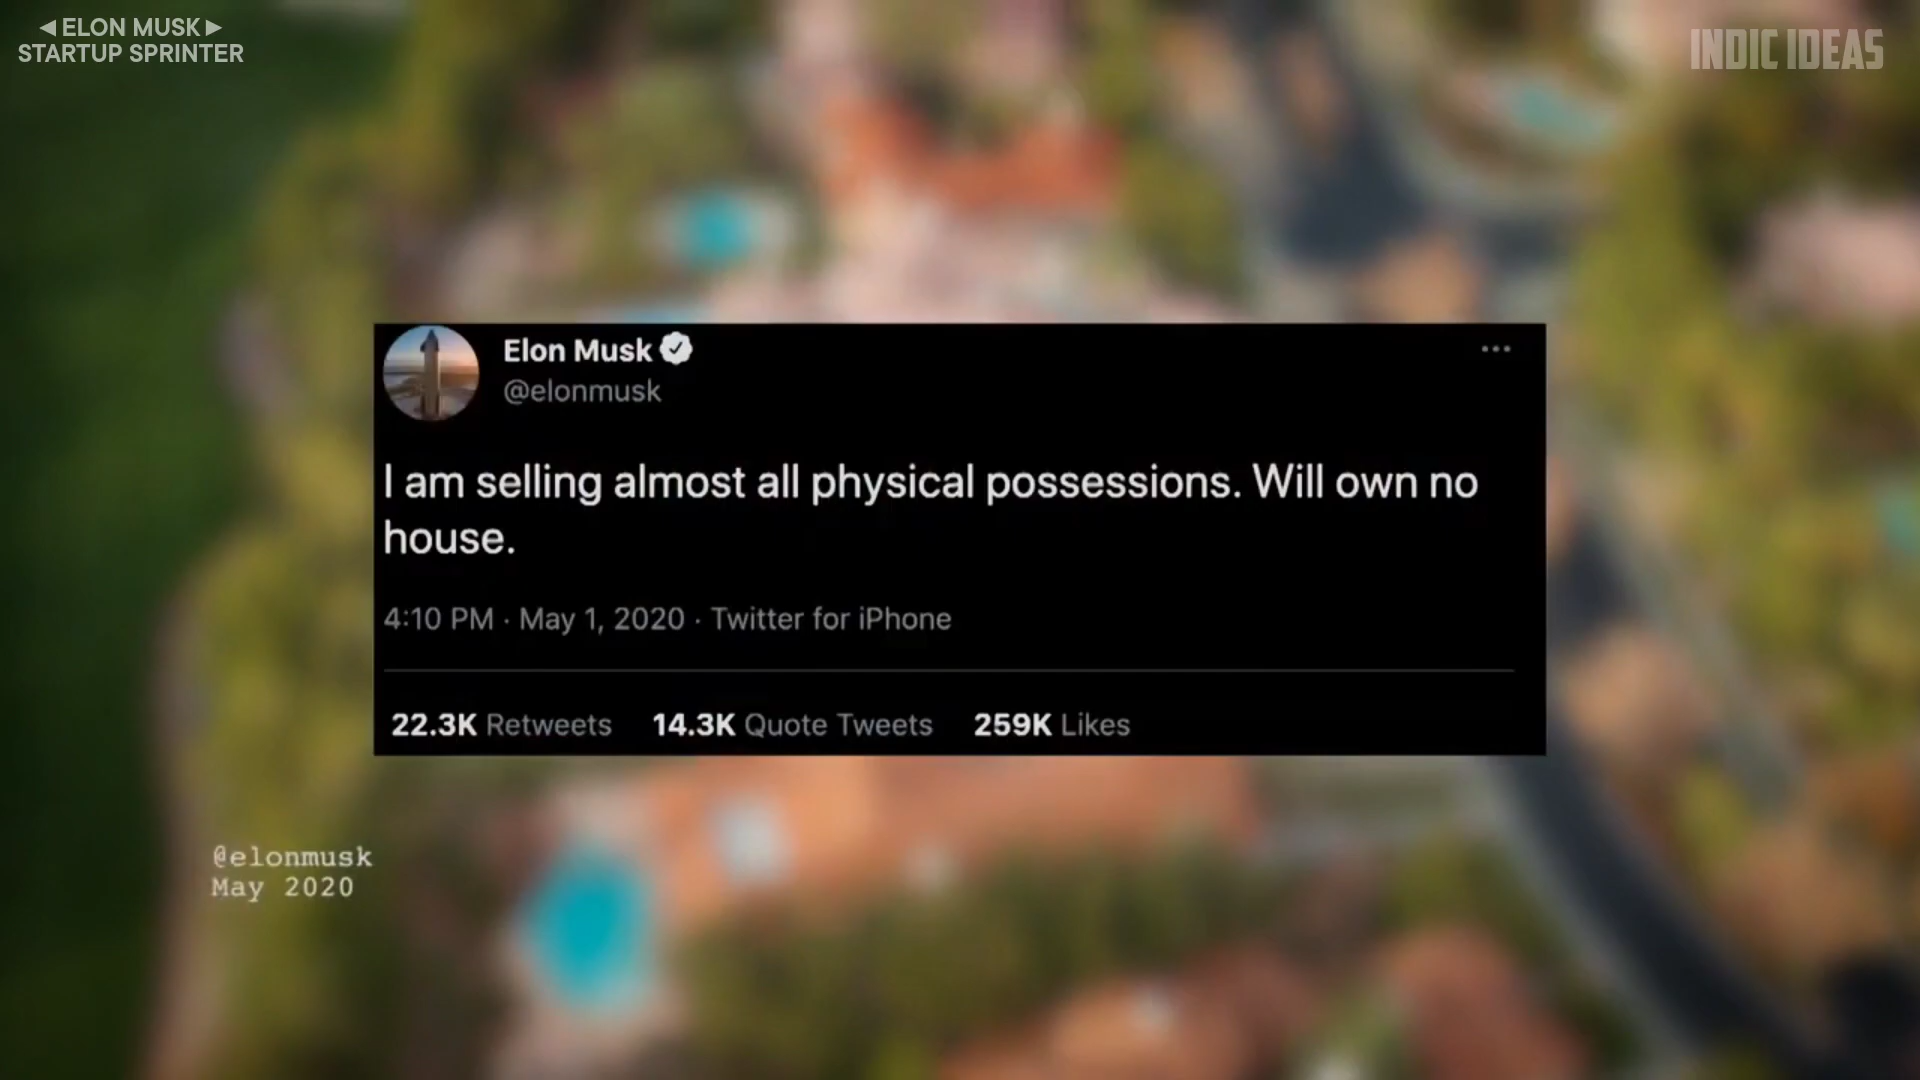 ◄ELON MUSK►
STARTUP SPRINTER
INDIC IDEAS
Elon Musk
@elonmusk
I am selling almost all physical possessions. Will own no
house.
4:10 PM · May 1, 2020 · Twitter for iPhone
22.3K Retweets 14.3K Quote Tweets 259K Likes
@elonmusk
May 2020